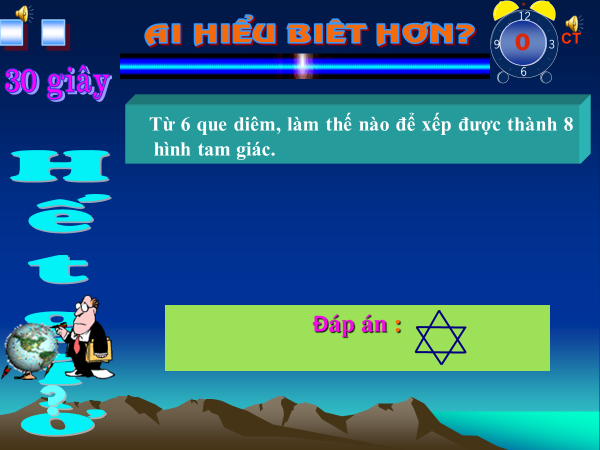 AI HIỂU BIẾT HƠN?
12
3
6
9
0
CT
30 giây
Từ 6 que diêm, làm thế nào để xếp được thành 8
hình tam giác.
Hết
Đáp án :